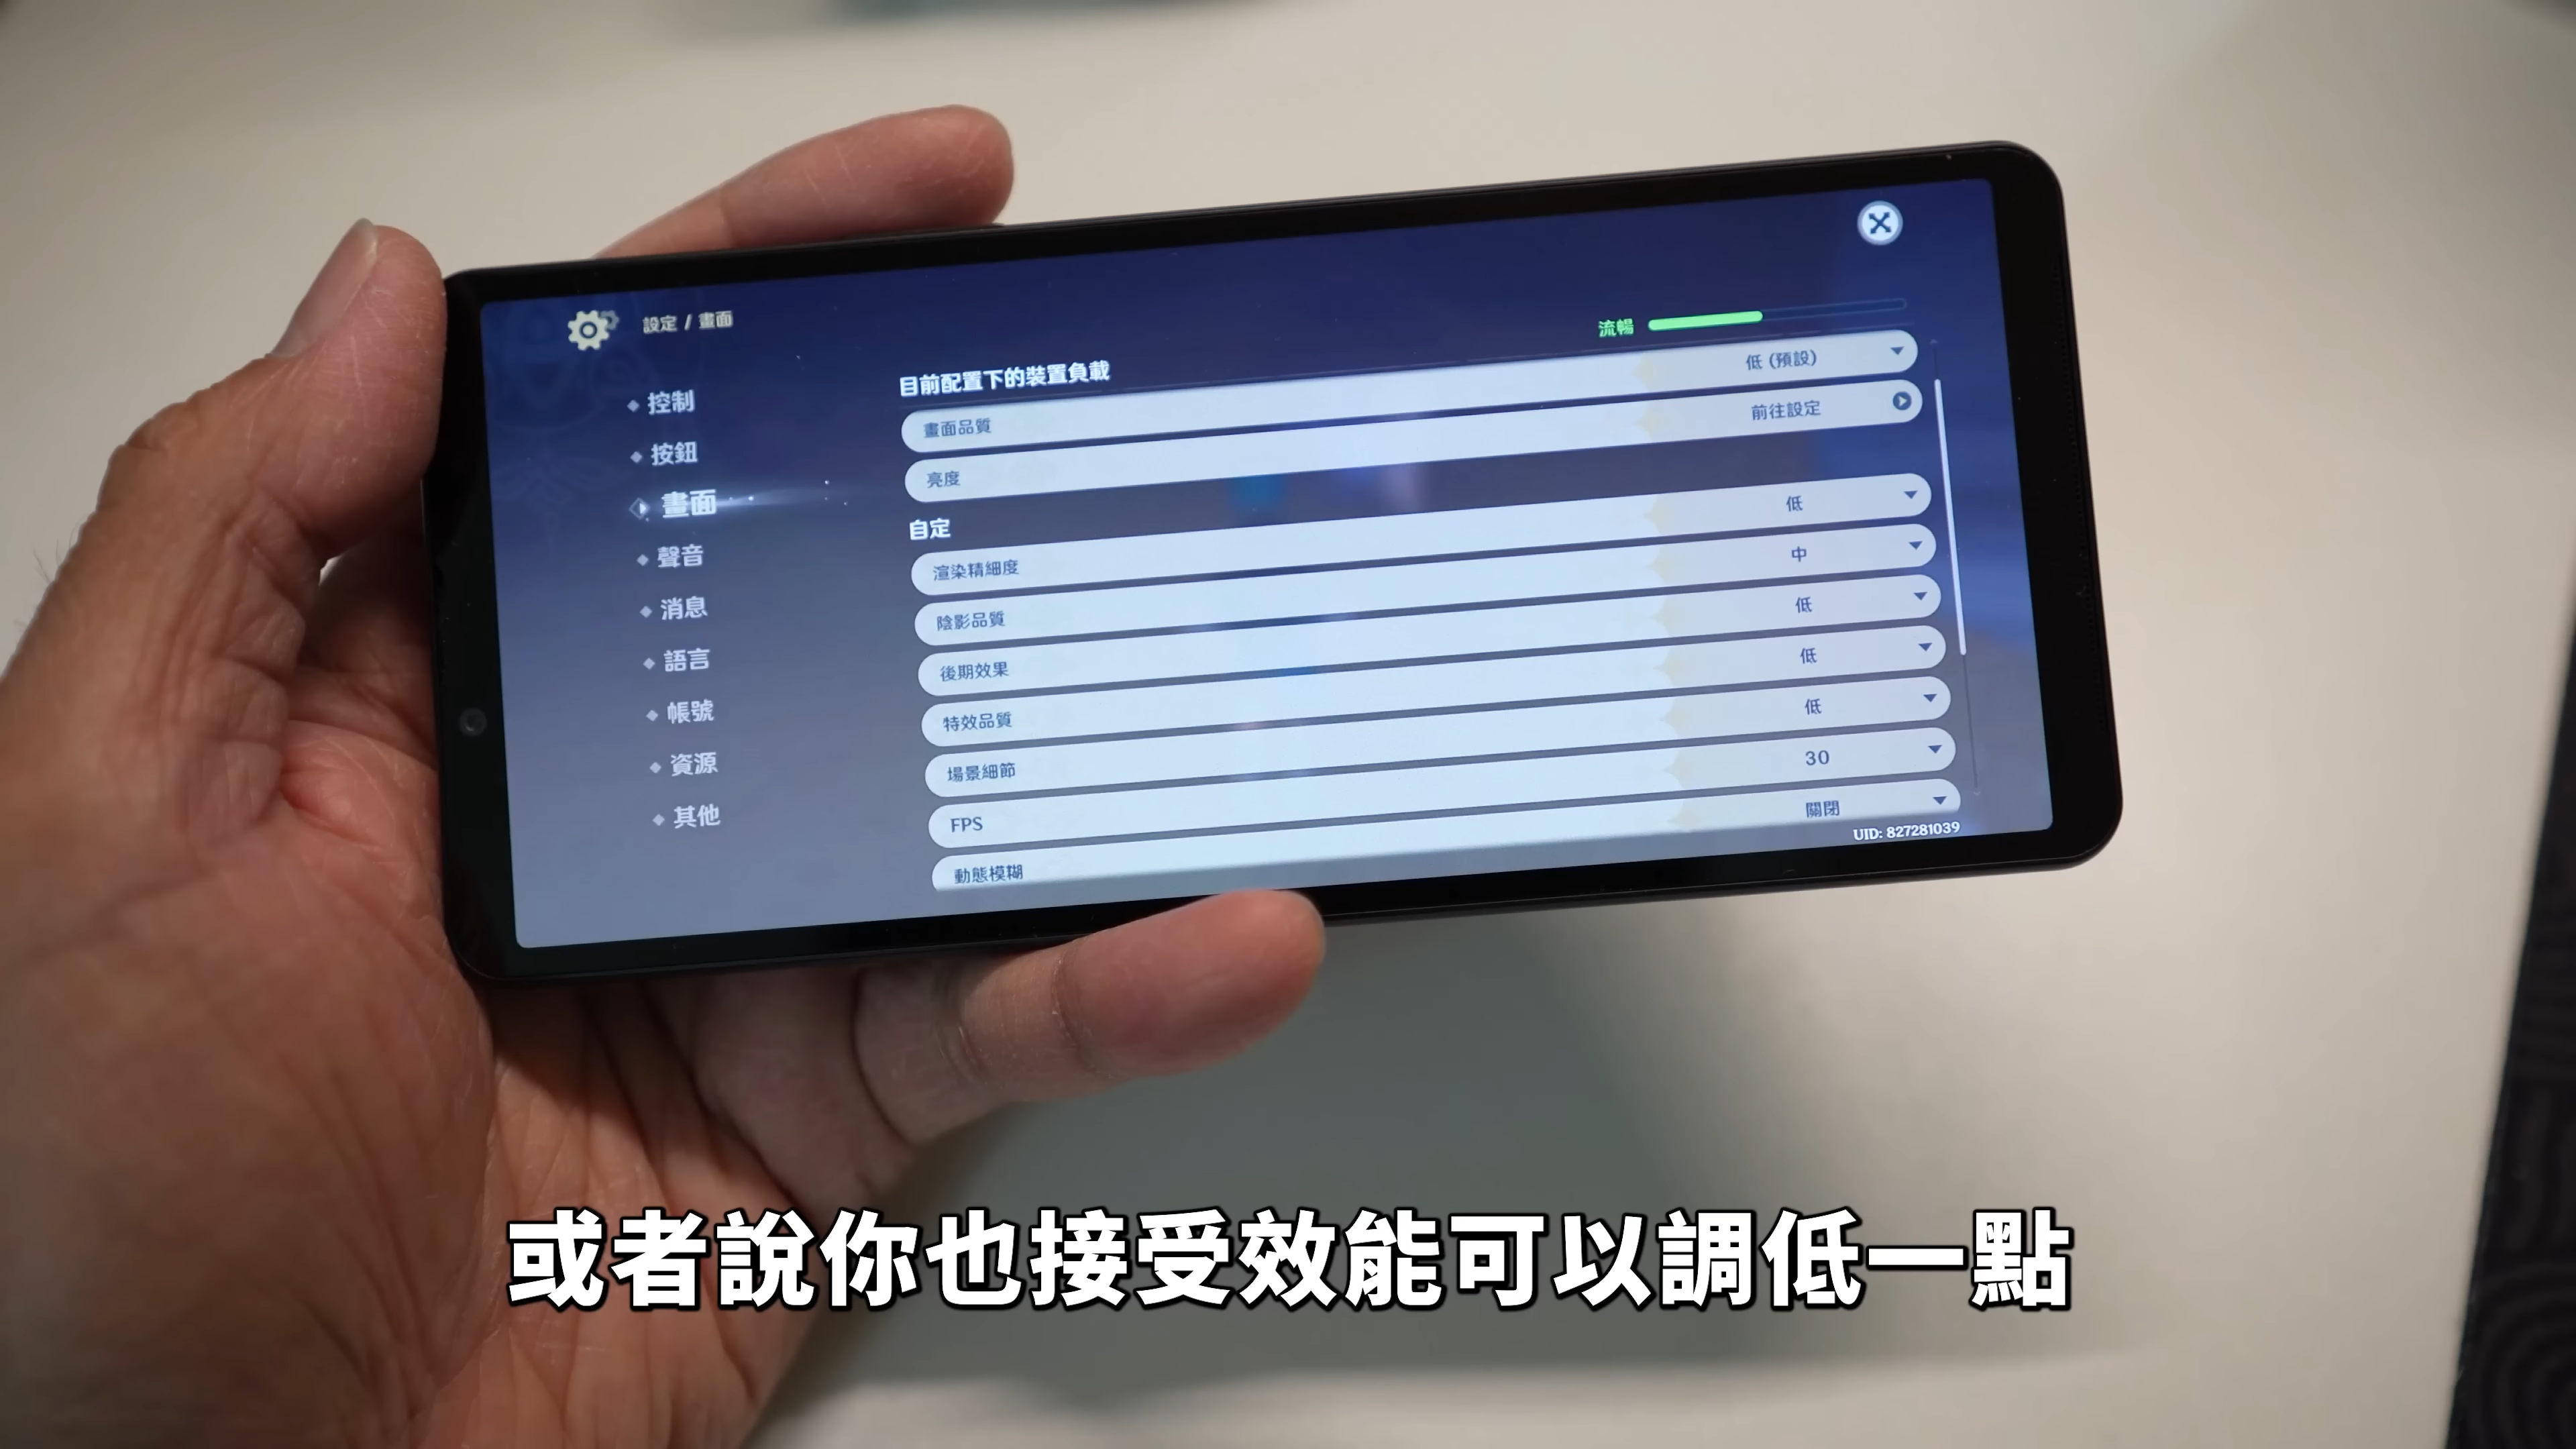 設定 / 畫面
流暢
控制
按鈕
畫面
聲音
消息
語言
帳號
資源
其他
目前配置下的裝置負載
畫面品質 低 (預設)
亮度 前往設定
自定
渲染精細度 低
陰影品質 中
後期效果 低
特效品質 低
場景細節 低
FPS 30
動態模糊 關閉
UID: 827281039
或者說你也接受效能可以調低一點